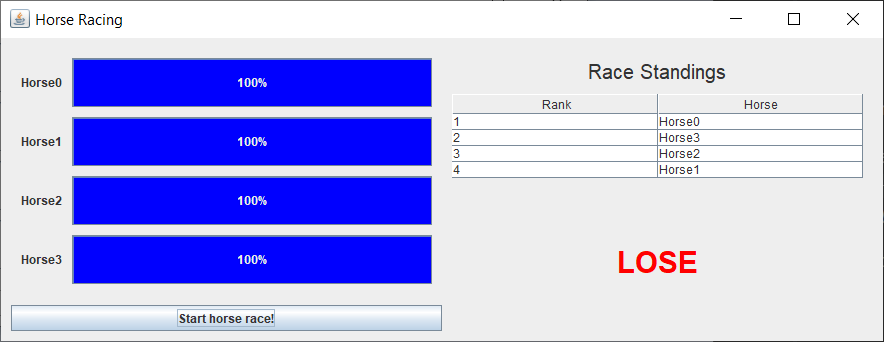 Horse Racing
Horse0 100%
Horse1 100%
Horse2 100%
Horse3 100%
Start horse race!
Race Standings
Rank Horse
1 Horse0
2 Horse3
3 Horse2
4 Horse1
LOSE